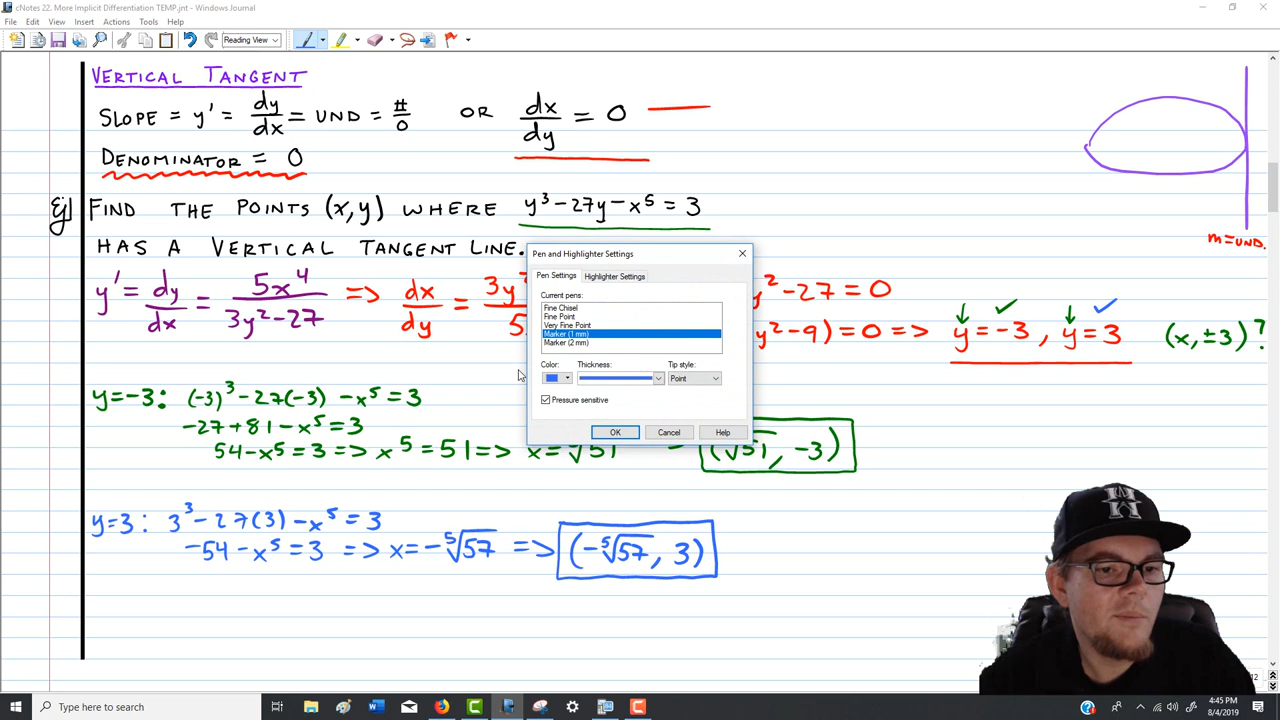 cNotes 22. More Implicit Differentiation TEMP.jnt - Windows Journal
File Edit View Insert Actions Tools Help
Reading View
VERTICAL TANGENT
SLOPE = y' = dy/dx = UND = #/0 OR dx/dy = 0
DENOMINATOR = 0
Eg FIND THE POINTS (x,y) WHERE y³-27y-x⁵=3
HAS A VERTICAL TANGENT LINE.
m=UND.
y' = dy/dx = 5x⁴/3y²-27 => dx/dy = 3y² y²-27=0
y²-9)=0 => y=-3, y=3 (x,±3)?
Pen and Highlighter Settings
Pen Settings Highlighter Settings
Current pens:
Fine Chisel
Fine Point
Very Fine Point
Marker (1 mm)
Marker (2 mm)
Color: Thickness: Tip style:
Point
Pressure sensitive
OK Cancel Help
y=-3: (-3)³-27(-3)-x⁵=3
-27+81-x⁵=3
54-x⁵=3 => x⁵=51 => x=⁵√51 => (⁵√51, -3)
y=3: 3³-27(3)-x⁵=3
-54-x⁵=3 => x=-⁵√57 => (-⁵√57, 3)
12
Type here to search
4:45 PM
8/4/2019